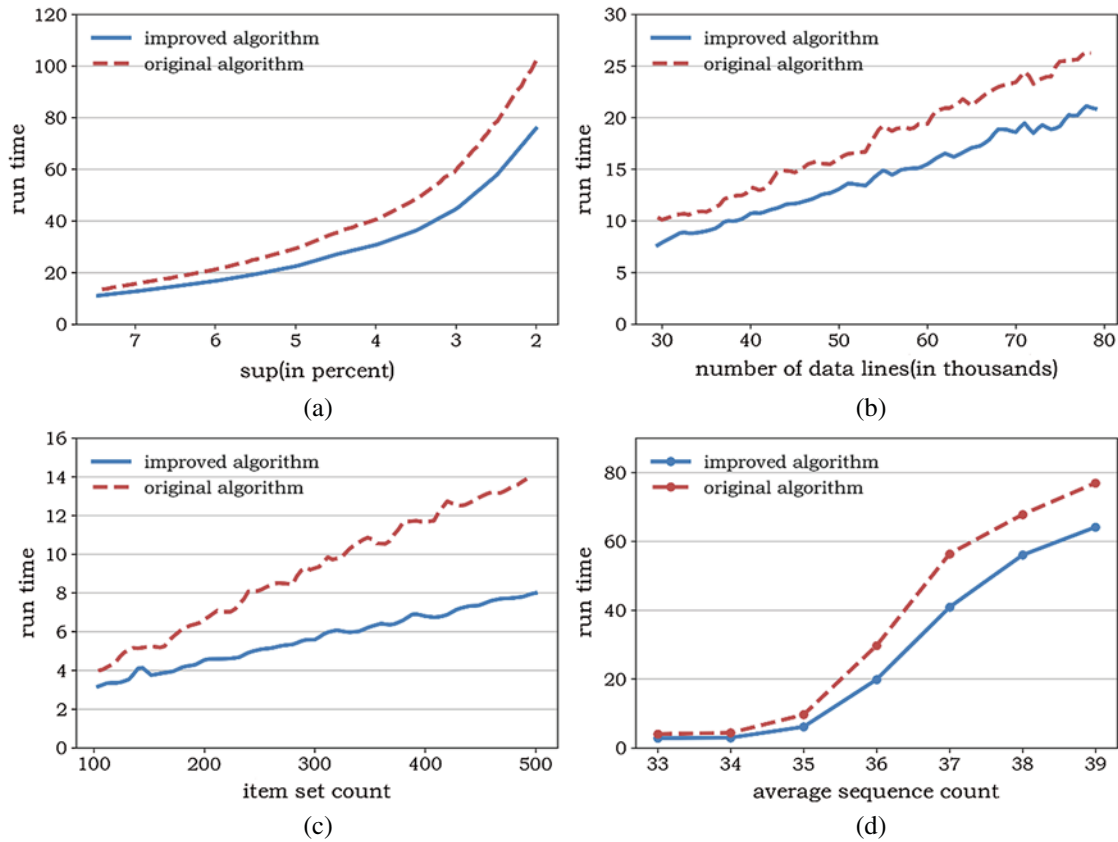 120
100
80
60
40
20
0
run time
improved algorithm
original algorithm
7 6 5 4 3 2
sup(in percent)
(a)
30
25
20
15
10
5
0
run time
improved algorithm
original algorithm
30 40 50 60 70 80
number of data lines(in thousands)
(b)
16
14
12
10
8
6
4
2
0
run time
improved algorithm
original algorithm
100 200 300 400 500
item set count
(c)
80
60
40
20
0
run time
improved algorithm
original algorithm
33 34 35 36 37 38 39
average sequence count
(d)